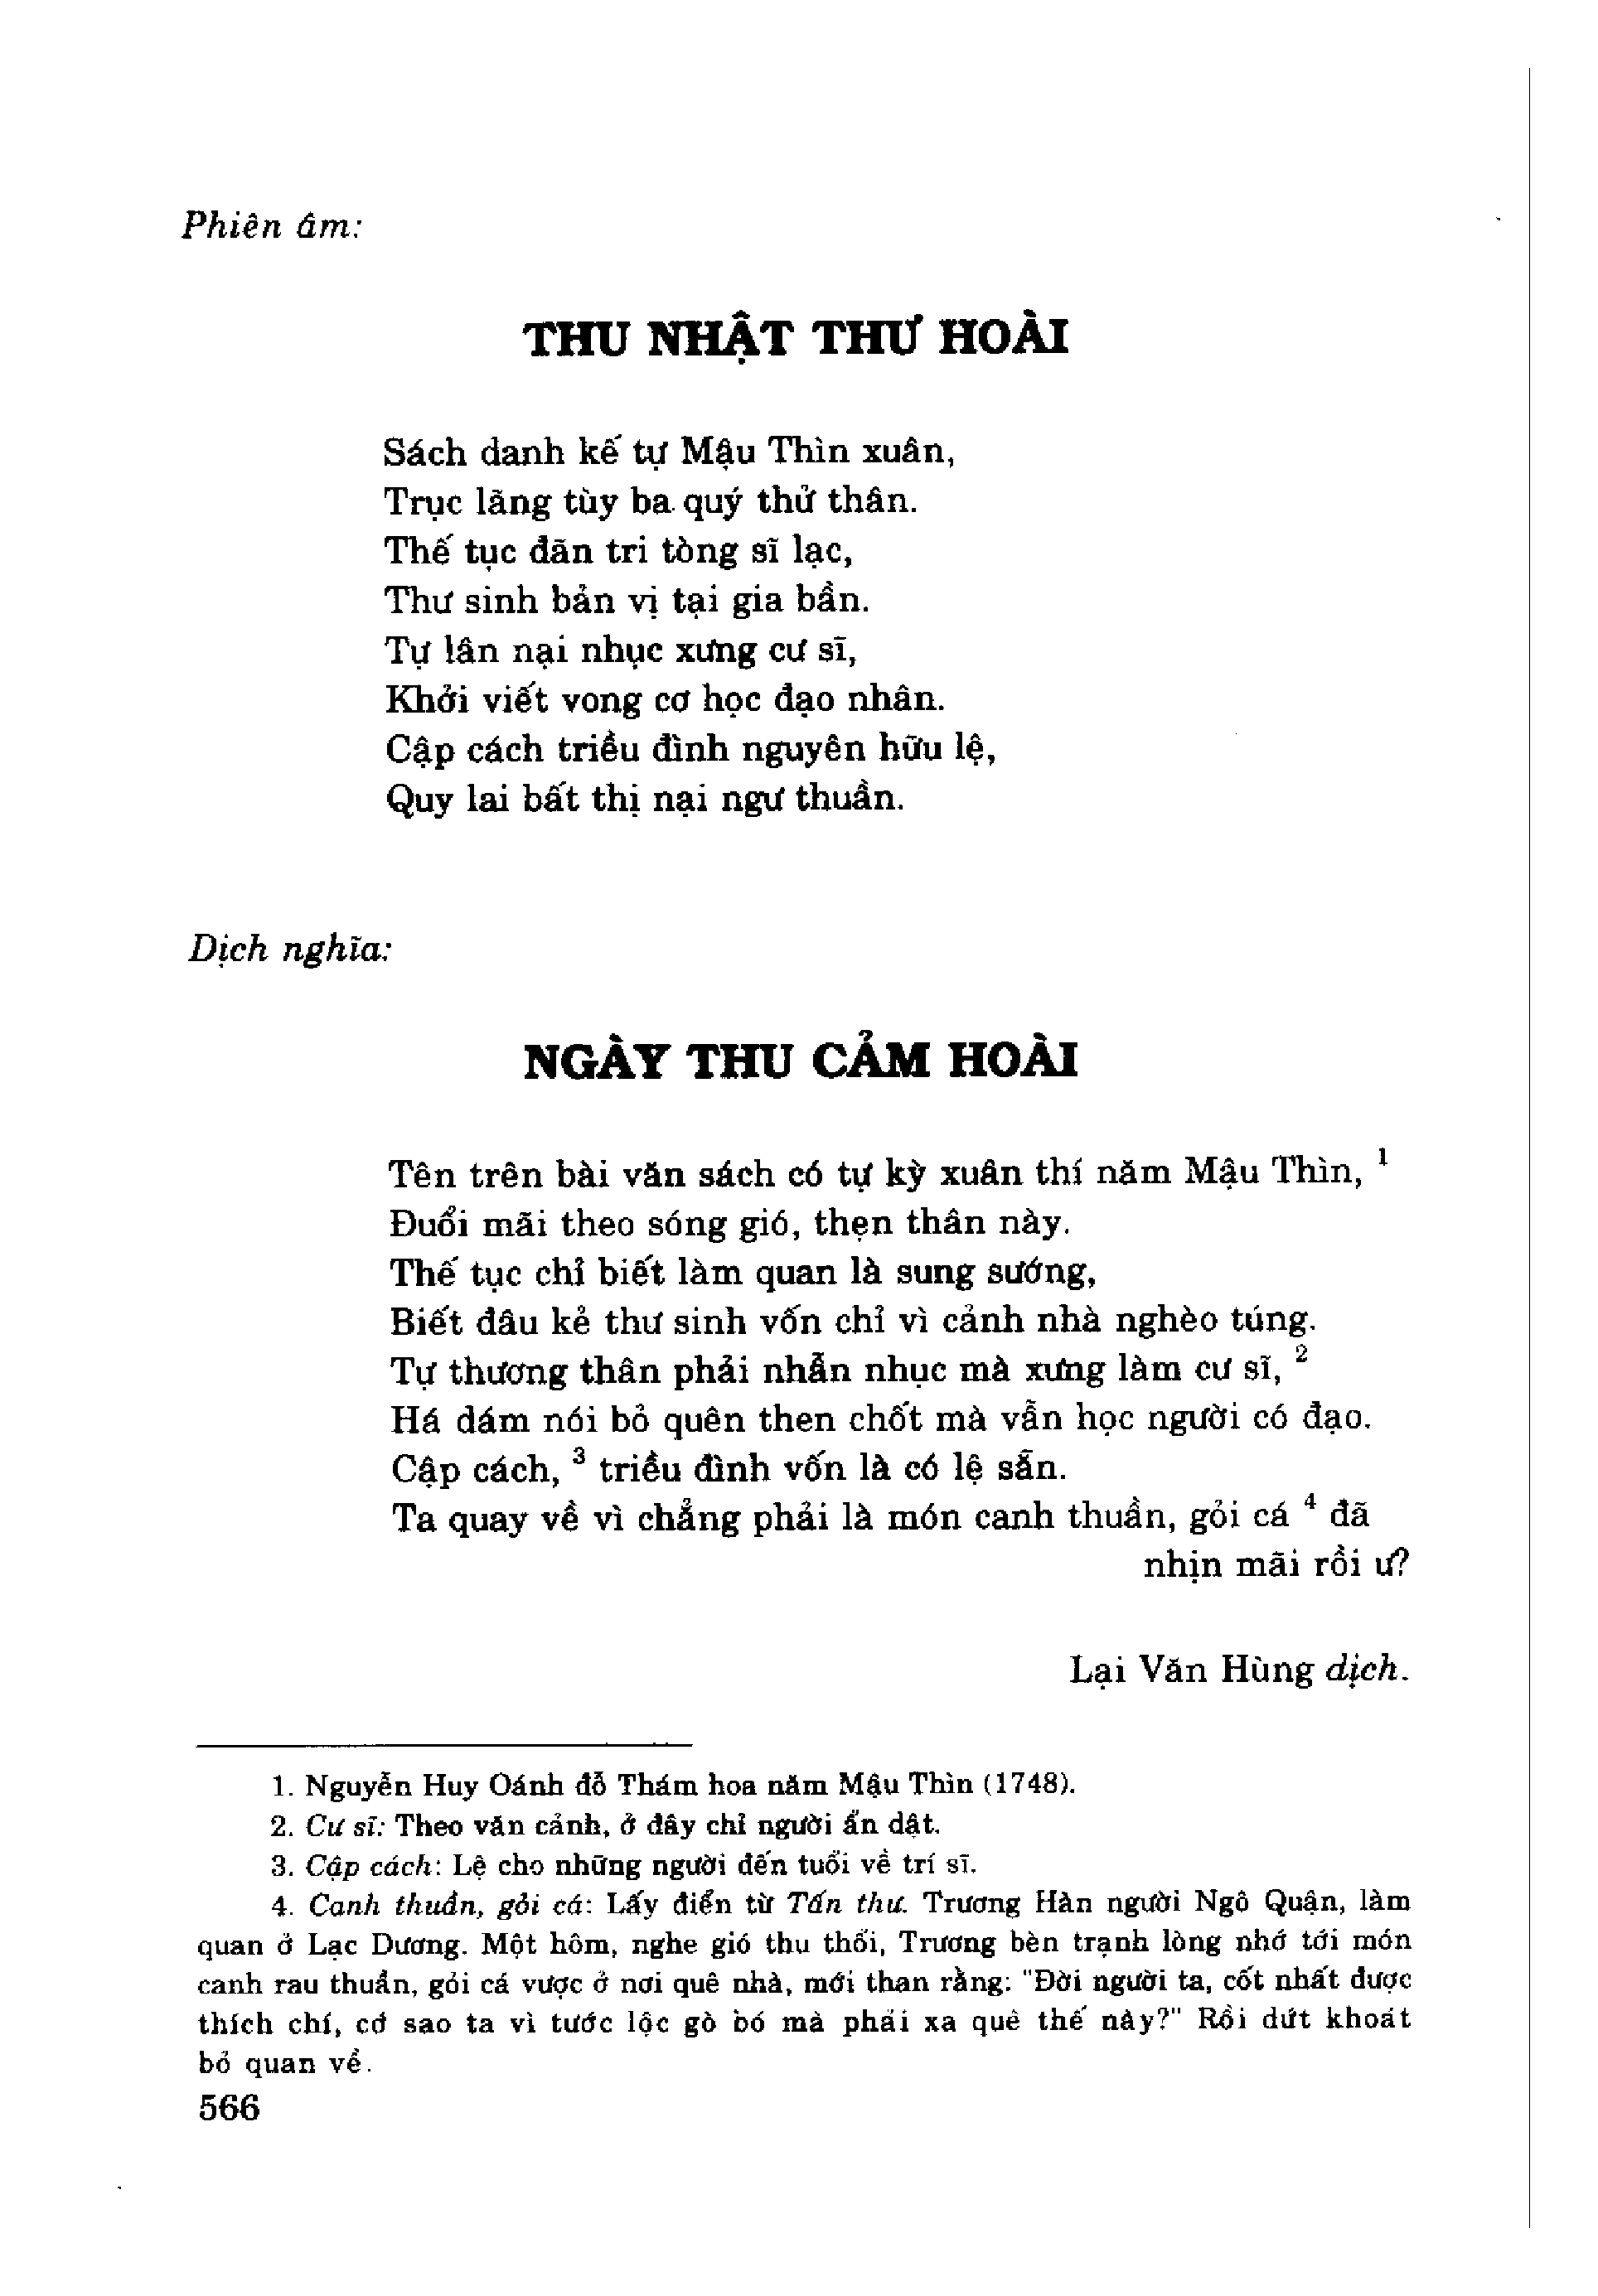 Phiên âm:
THU NHẬT THƯ HOÀI
Sách danh kế tự Mậu Thìn xuân,
Trục lãng tùy ba quý thử thân.
Thế tục đãn tri tòng sĩ lạc,
Thư sinh bản vị tại gia bần.
Tự lân nại nhục xưng cư sĩ,
Khởi viết vong cơ học đạo nhân.
Cập cách triều đình nguyên hữu lệ,
Quy lai bất thị nại ngư thuần.
Dịch nghĩa:
NGÀY THU CẢM HOÀI
Tên trên bài văn sách có tự kỳ xuân thí năm Mậu Thìn, 1
Đuổi mãi theo sóng gió, thẹn thân này.
Thế tục chỉ biết làm quan là sung sướng,
Biết đâu kẻ thư sinh vốn chỉ vì cảnh nhà nghèo túng.
Tự thương thân phải nhẫn nhục mà xưng làm cư sĩ, 2
Há dám nói bỏ quên then chốt mà vẫn học người có đạo.
Cập cách, 3 triều đình vốn là có lệ sẵn.
Ta quay về vì chẳng phải là món canh thuần, gỏi cá 4 đã
nhịn mãi rồi ư?
Lại Văn Hùng dịch.
1. Nguyễn Huy Oánh đỗ Thám hoa năm Mậu Thìn (1748).
2. Cư sĩ: Theo văn cảnh, ở đây chỉ người ẩn dật.
3. Cập cách: Lệ cho những người đến tuổi về trí sĩ.
4. Canh thuần, gỏi cá: Lấy điển từ Tấn thư. Trương Hàn người Ngô Quận, làm
quan ở Lạc Dương. Một hôm, nghe gió thu thổi, Trương bèn trạnh lòng nhớ tới món
canh rau thuần, gỏi cá vược ở nơi quê nhà, mới than rằng: "Đời người ta, cốt nhất được
thích chí, cớ sao ta vì tước lộc gò bó mà phải xa quê thế này?" Rồi dứt khoát
bỏ quan về.
566